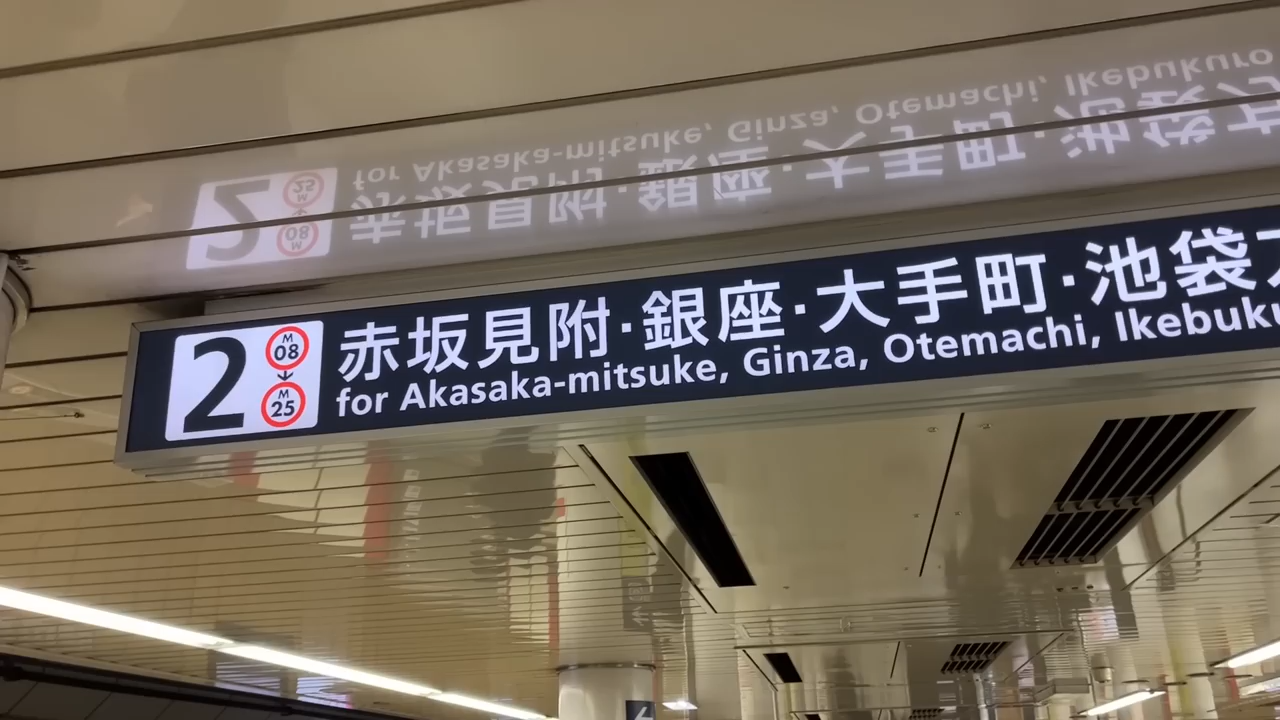 2
M
08
M
25
赤坂見附・銀座・大手町・池袋
for Akasaka-mitsuke, Ginza, Otemachi, Ikebuku